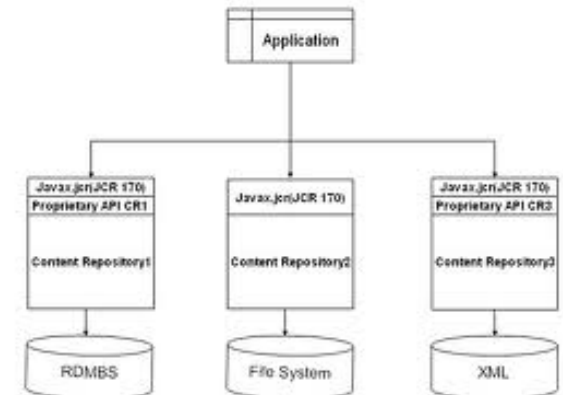 Application
Javax.jcr(JCR 170)
Proprietary API CR1
Content Repository1
Javax.jcr(JCR 170)
Content Repository2
Javax.jcr(JCR 170)
Proprietary API CR3
Content Repository3
RDMBS
File System
XML